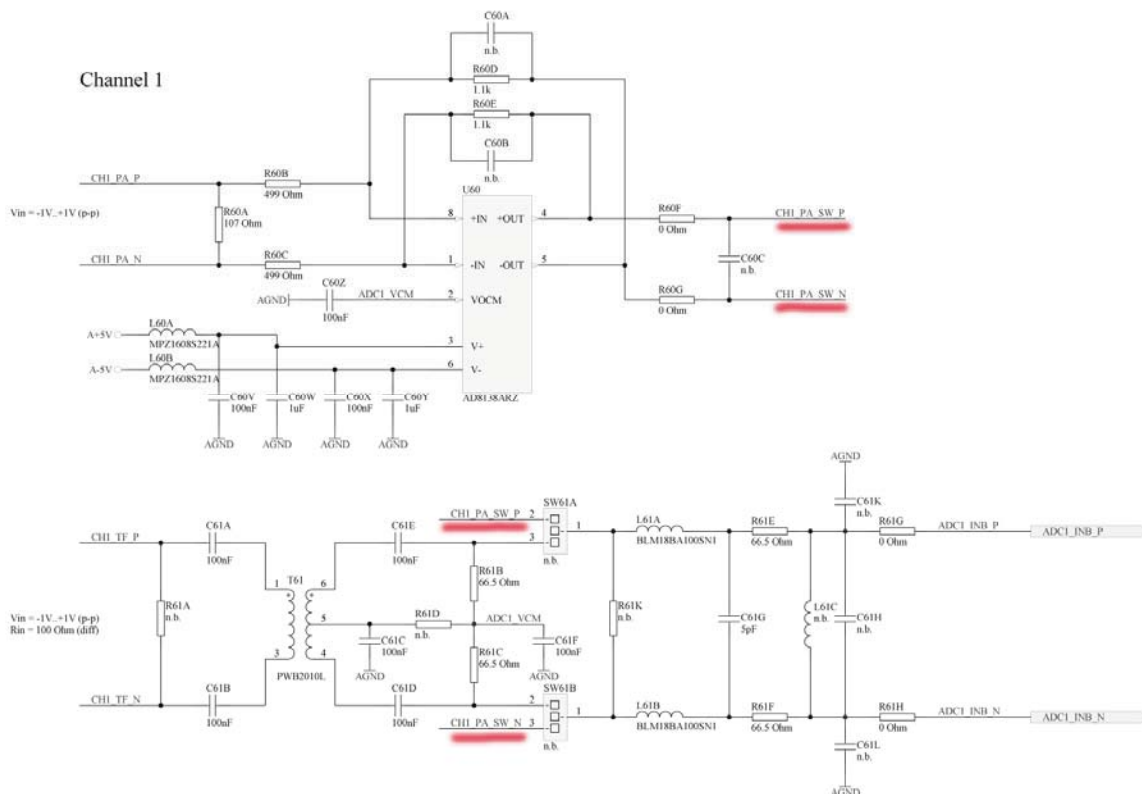 Channel 1
C60A
n.b.
R60D
1.1k
R60E
1.1k
C60B
n.b.
CH1_PA_P
Vin = -1V..+1V (p-p)
R60A
107 Ohm
CH1_PA_N
R60B
499 Ohm
R60C
499 Ohm
U60
8 +IN +OUT 4
1 -IN -OUT 5
2 VOCM
3 V+
6 V-
AD8138ARZ
AGND
C60Z
100nF
ADC1_VCM
R60F
0 Ohm
CH1_PA_SW_P
C60C
n.b.
R60G
0 Ohm
CH1_PA_SW_N
A+5V
L60A
MPZ1608S221A
A-5V
L60B
MPZ1608S221A
C60V
100nF
C60W
1uF
C60X
100nF
C60Y
1uF
AGND AGND AGND AGND
CH1_TF_P
Vin = -1V..+1V (p-p)
Rin = 100 Ohm (diff)
R61A
n.b.
CH1_TF_N
C61A
100nF
C61B
100nF
T61
1 6
5
3 4
PWB2010L
C61E
100nF
R61D
n.b.
C61C
100nF
AGND
C61D
100nF
R61B
66.5 Ohm
ADC1_VCM
R61C
66.5 Ohm
C61F
100nF
AGND
CH1_PA_SW_P
SW61A
2
1
3
n.b.
SW61B
2
1
CH1_PA_SW_N 3
n.b.
R61K
n.b.
L61A
BLM18BA100SN1
L61B
BLM18BA100SN1
C61G
5pF
R61E
66.5 Ohm
R61F
66.5 Ohm
L61C
n.b.
AGND
C61K
n.b.
C61H
n.b.
C61L
n.b.
AGND
R61G
0 Ohm
ADC1_INB_P
ADC1_INB_P
R61H
0 Ohm
ADC1_INB_N
ADC1_INB_N